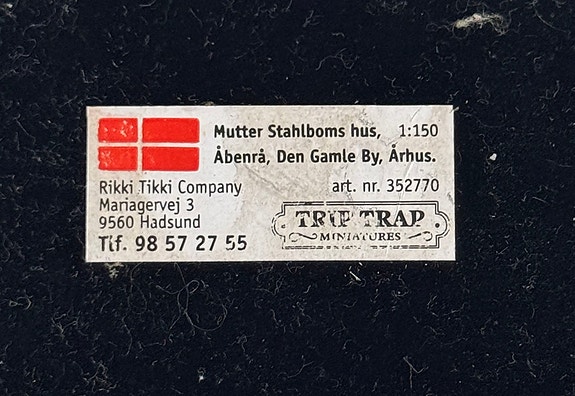 Mutter Stahlboms hus, 1:150
Åbenrå, Den Gamle By, Århus.
Rikki Tikki Company art. nr. 352770
Mariagervej 3
9560 Hadsund
Tlf. 98 57 27 55
TRIP TRAP
MINIATURES